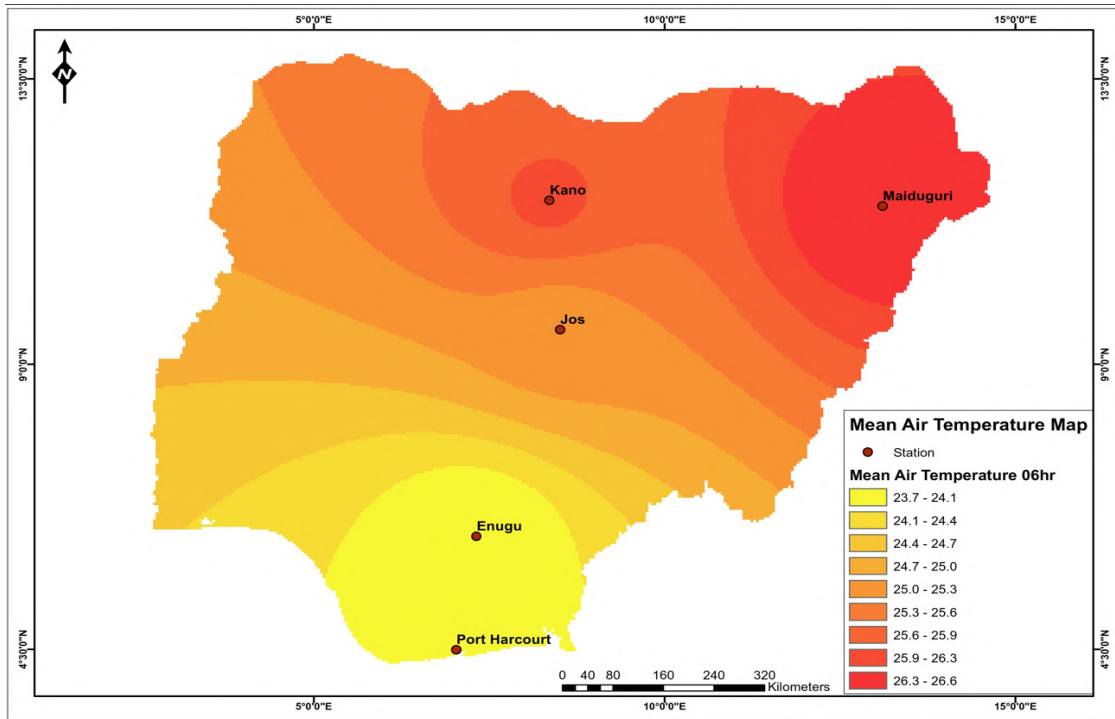 5°0'0"E 10°0'0"E 15°0'0"E
N
13°30'0"N 13°30'0"N
Kano
Maiduguri
Jos
9°0'0"N 9°0'0"N
Mean Air Temperature Map
Station
Mean Air Temperature 06hr
23.7 - 24.1
24.1 - 24.4
24.4 - 24.7
24.7 - 25.0
25.0 - 25.3
25.3 - 25.6
25.6 - 25.9
25.9 - 26.3
26.3 - 26.6
Enugu
Port Harcourt
4°30'0"N 4°30'0"N
0 40 80 160 240 320
Kilometers
5°0'0"E 10°0'0"E 15°0'0"E